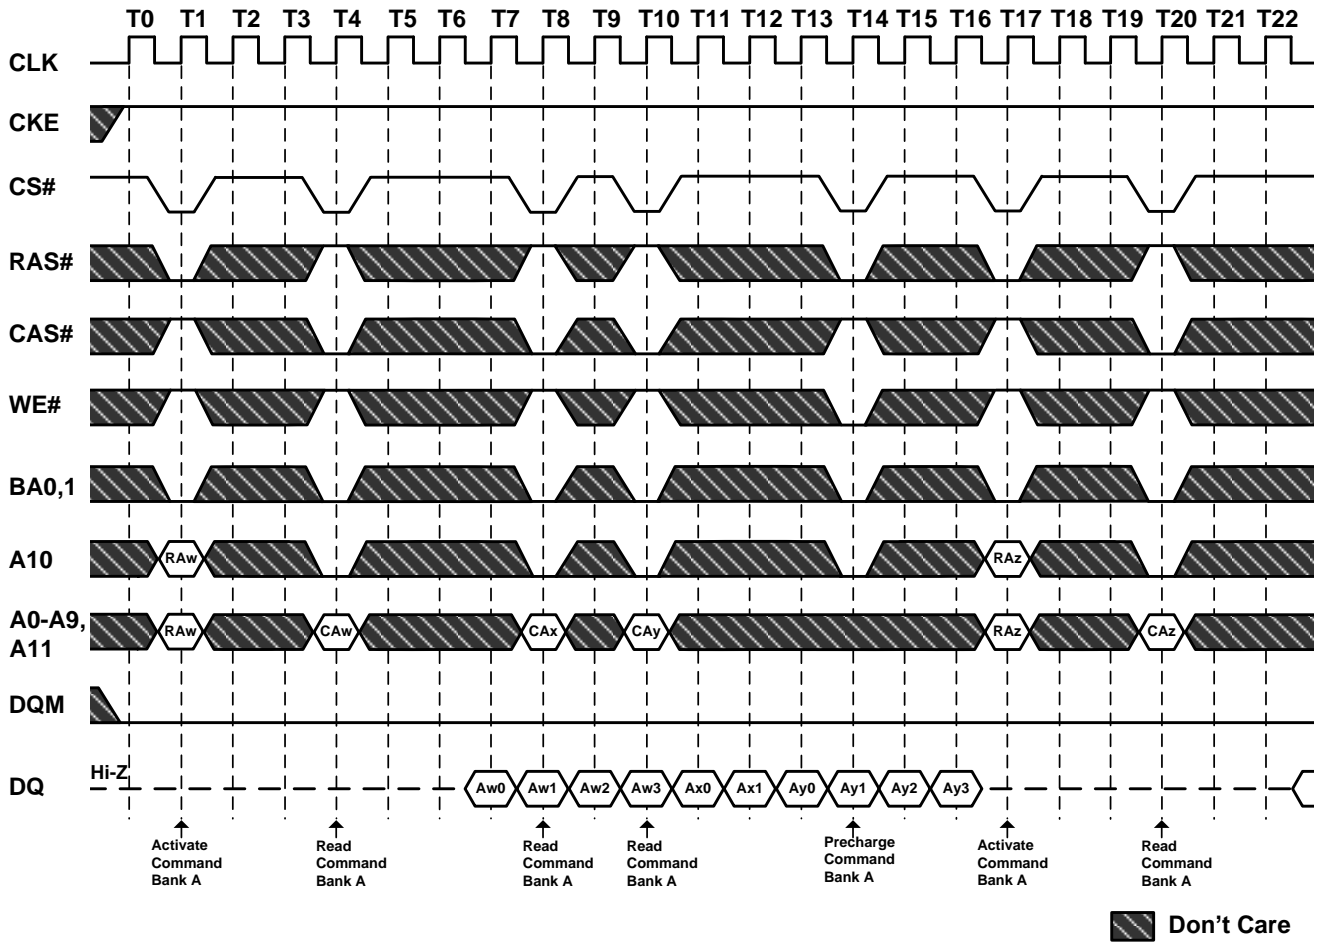 T0 T1 T2 T3 T4 T5 T6 T7 T8 T9 T10 T11 T12 T13 T14 T15 T16 T17 T18 T19 T20 T21 T22
CLK
CKE
CS#
RAS#
CAS#
WE#
BA0,1
A10 RAw RAz
A0-A9,
A11
RAw CAw CAx CAy RAz CAz
DQM
Hi-Z
DQ Aw0 Aw1 Aw2 Aw3 Ax0 Ax1 Ay0 Ay1 Ay2 Ay3
Activate
Command
Bank A
Read
Command
Bank A
Read
Command
Bank A
Read
Command
Bank A
Precharge
Command
Bank A
Activate
Command
Bank A
Read
Command
Bank A
Don't Care